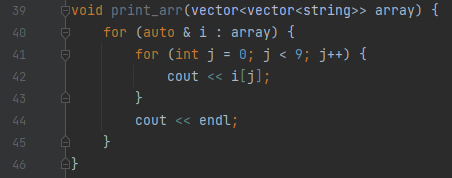 39 void print_arr(vector<vector<string>> array) {
40     for (auto & i : array) {
41         for (int j = 0; j < 9; j++) {
42             cout << i[j];
43         }
44         cout << endl;
45     }
46 }